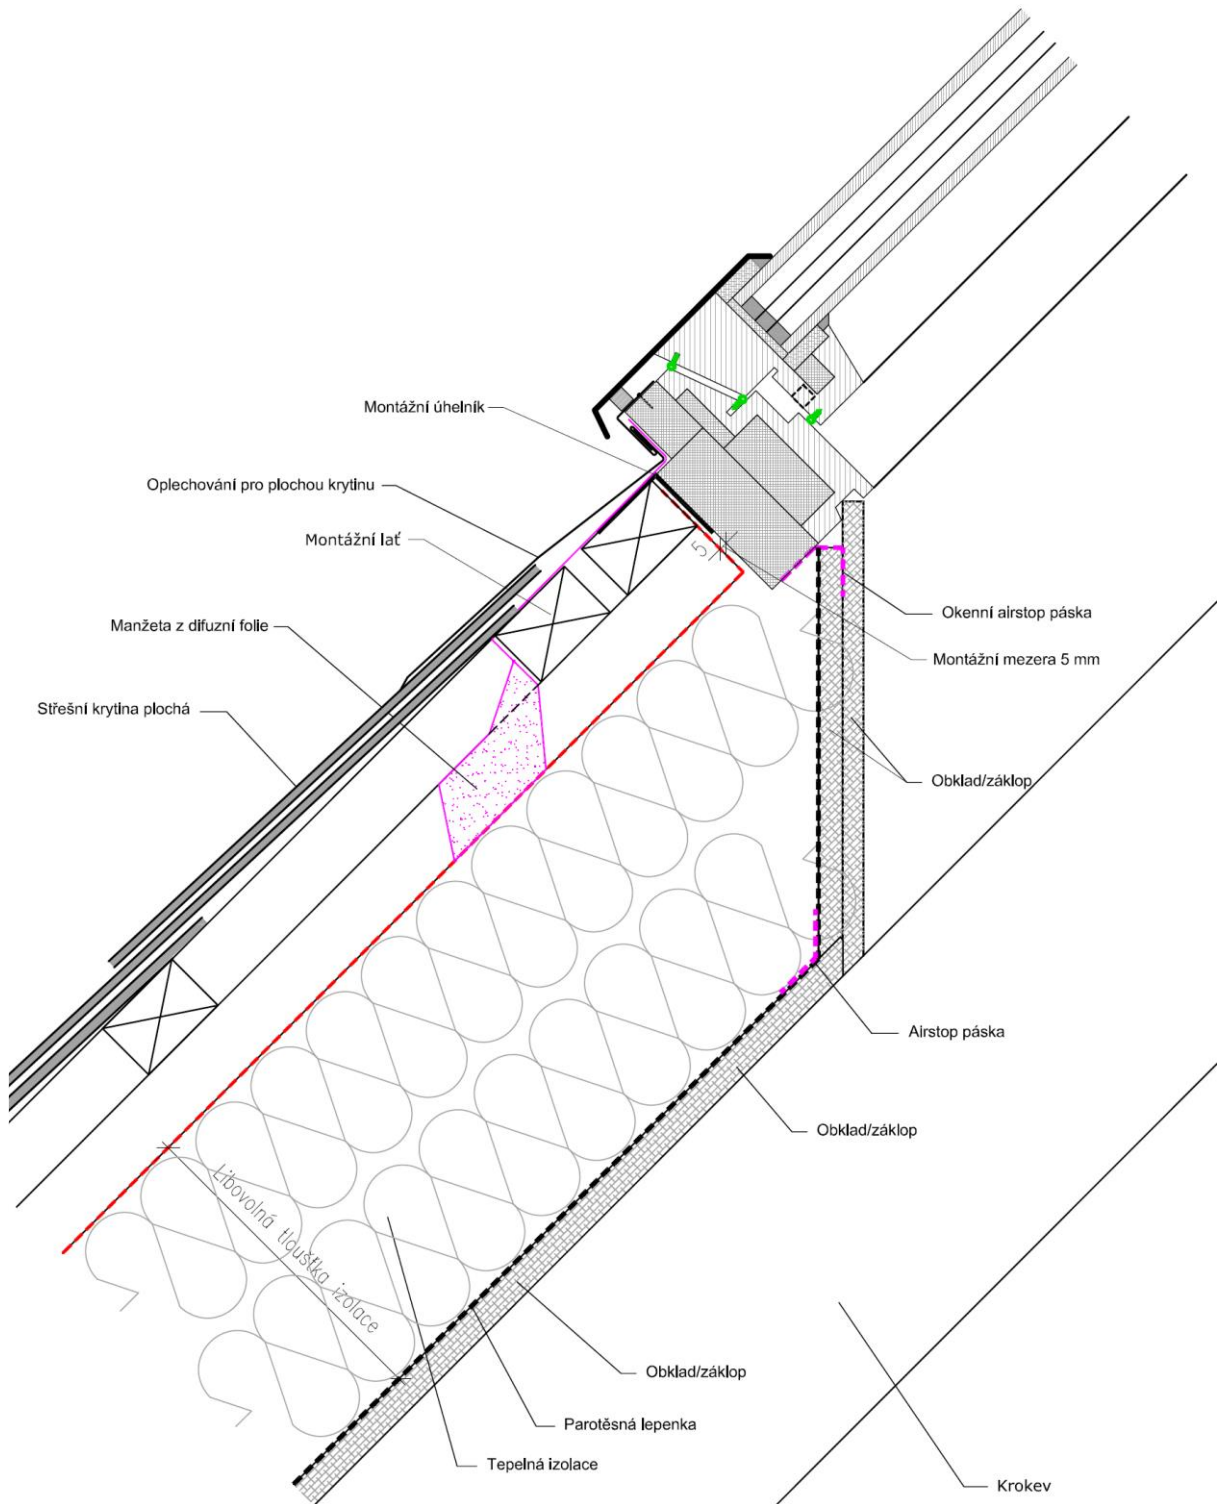 Montážní úhelník
Oplechování pro plochou krytinu
Montážní lať
5
Okenní airstop páska
Manžeta z difuzní folie
Montážní mezera 5 mm
Střešní krytina plochá
Obklad/záklop
Airstop páska
Obklad/záklop
Libovolná tloušťka izolace
Obklad/záklop
Parotěsná lepenka
Tepelná izolace
Krokev